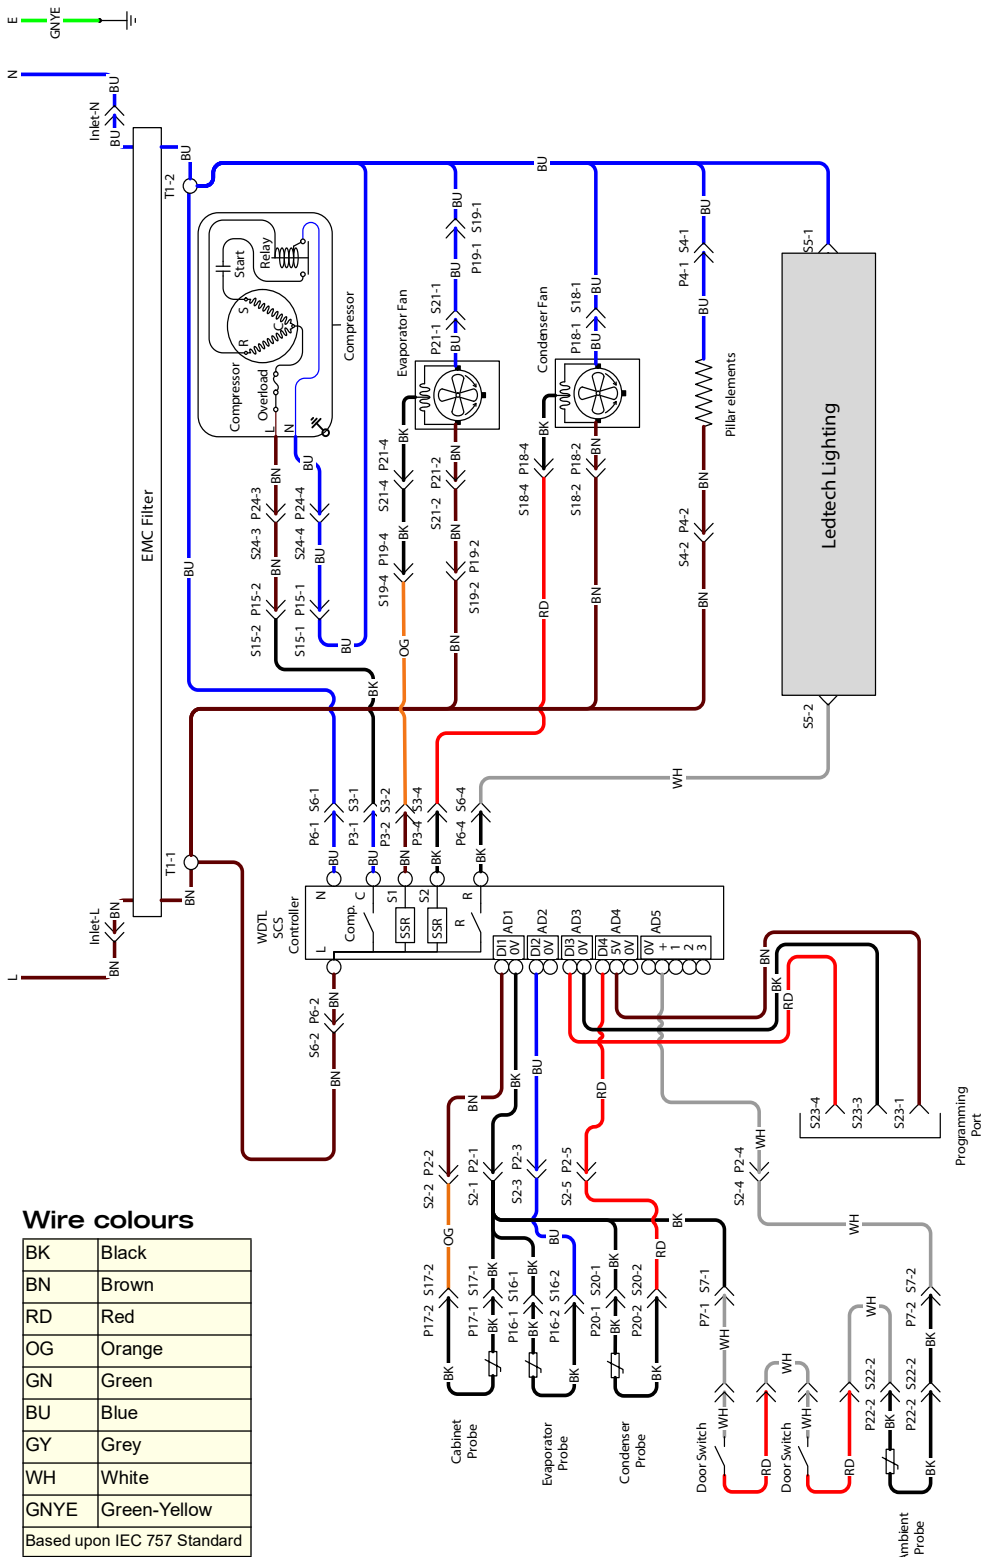 E
GNYE
N
BU
Inlet-N
BU
BU
T1-2
EMC Filter
BU
T1-1
BN
Inlet-L
BN
BN
L
BU
Start
Relay
S
R
C
Compressor
Overload
L
N
Compressor
BN
BU
P24-3
S24-3
P24-4
S24-4
BN
BU
P15-2
S15-2
P15-1
S15-1
BU
BK
Evaporator Fan
BU
S19-1
P19-1
BU
S21-1
P21-1
BU
BK
P21-4
S21-4
BN
P21-2
S21-2
BK
P19-4
S19-4
BN
P19-2
S19-2
OG
BN
Condenser Fan
BU
S18-1
P18-1
BU
BK
P18-4
S18-4
BN
P18-2
S18-2
RD
BN
BU
S4-1
P4-1
BU
Pillar elements
BN
P4-2
S4-2
BN
S5-1
Ledtech Lighting
S5-2
WH
S6-1
P6-1
S3-1
P3-1
S3-2
P3-2
S3-4
P3-4
S6-4
P6-4
BU
BU
BN
BK
BK
WDTL
SCS
Controller
N
L
C
Comp.
S1
SSR
S2
SSR
R
R
DI1
0V
AD1
DI2
0V
AD2
DI3
0V
AD3
DI4
5V
0V
AD4
0V
+
1
2
3
AD5
BN
P6-2
S6-2
BN
BN
BK
RD
S23-4
S23-3
S23-1
Programming
Port
BN
BK
BU
RD
WH
P2-2
S2-2
P2-1
S2-1
P2-3
S2-3
P2-5
S2-5
P2-4
S2-4
OG
BK
BU
BK
BK
RD
BK
WH
S17-2
P17-2
S17-1
P17-1
S16-1
P16-1
S16-2
P16-2
S20-1
P20-1
S20-2
P20-2
S7-1
P7-1
S7-2
P7-2
BK
BK
BK
BK
BK
BK
WH
WH
WH
WH
WH
BK
S22-2
P22-2
S22-2
P22-2
BK
BK
RD
RD
Cabinet
Probe
Evaporator
Probe
Condenser
Probe
Door Switch
Door Switch
Probe
Wire colours
BK Black
BN Brown
RD Red
OG Orange
GN Green
BU Blue
GY Grey
WH White
GNYE Green-Yellow
Based upon IEC 757 Standard